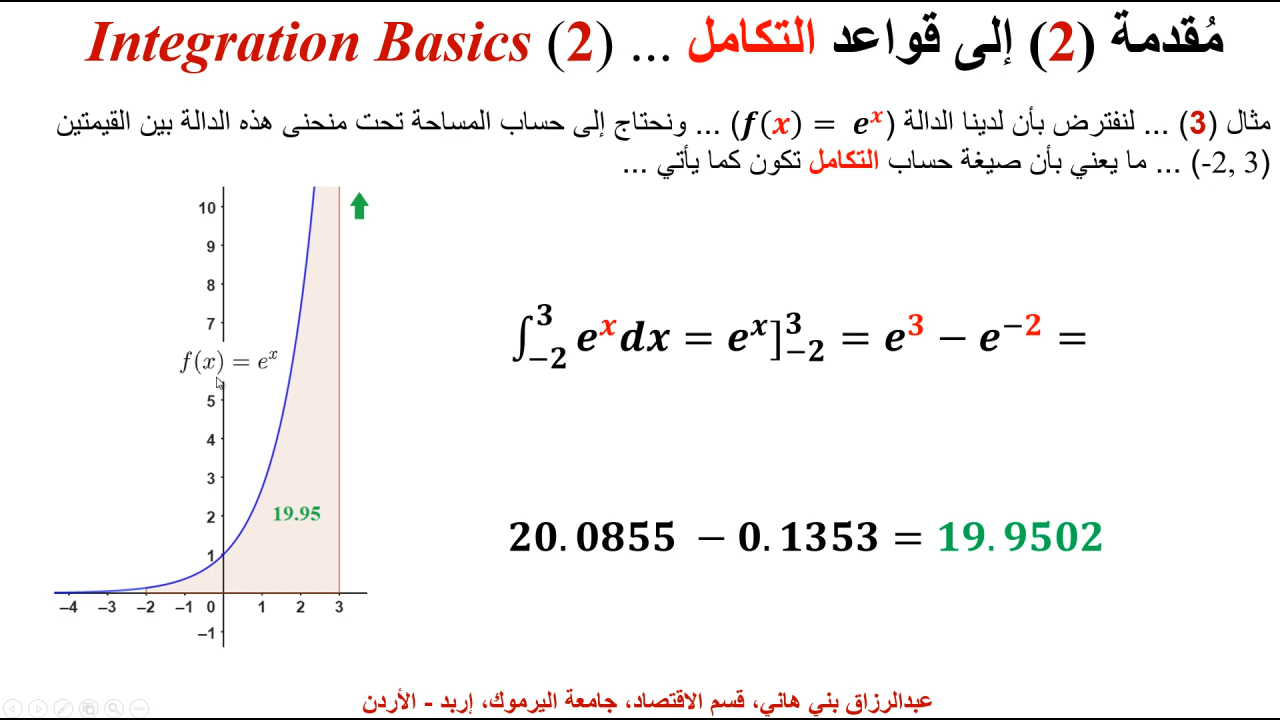 مُقدمة (2) إلى قواعد التكامل ... Integration Basics (2)
مثال (3) ... لنفترض بأن لدينا الدالة (f(x) = e^x) ... ونحتاج إلى حساب المساحة تحت منحنى هذه الدالة بين القيمتين
(-2, 3) ... ما يعني بأن صيغة حساب التكامل تكون كما يأتي ...
10
9
8
7
f(x) = e^x
5
4
3
2
1
–4 –3 –2 –1 0 1 2 3
–1
19.95
∫_{−2}^{3} e^x dx = e^x]_{−2}^{3} = e^3 − e^{−2} =
20.0855 − 0.1353 = 19.9502
عبدالرزاق بني هاني، قسم الاقتصاد، جامعة اليرموك، إربد - الأردن